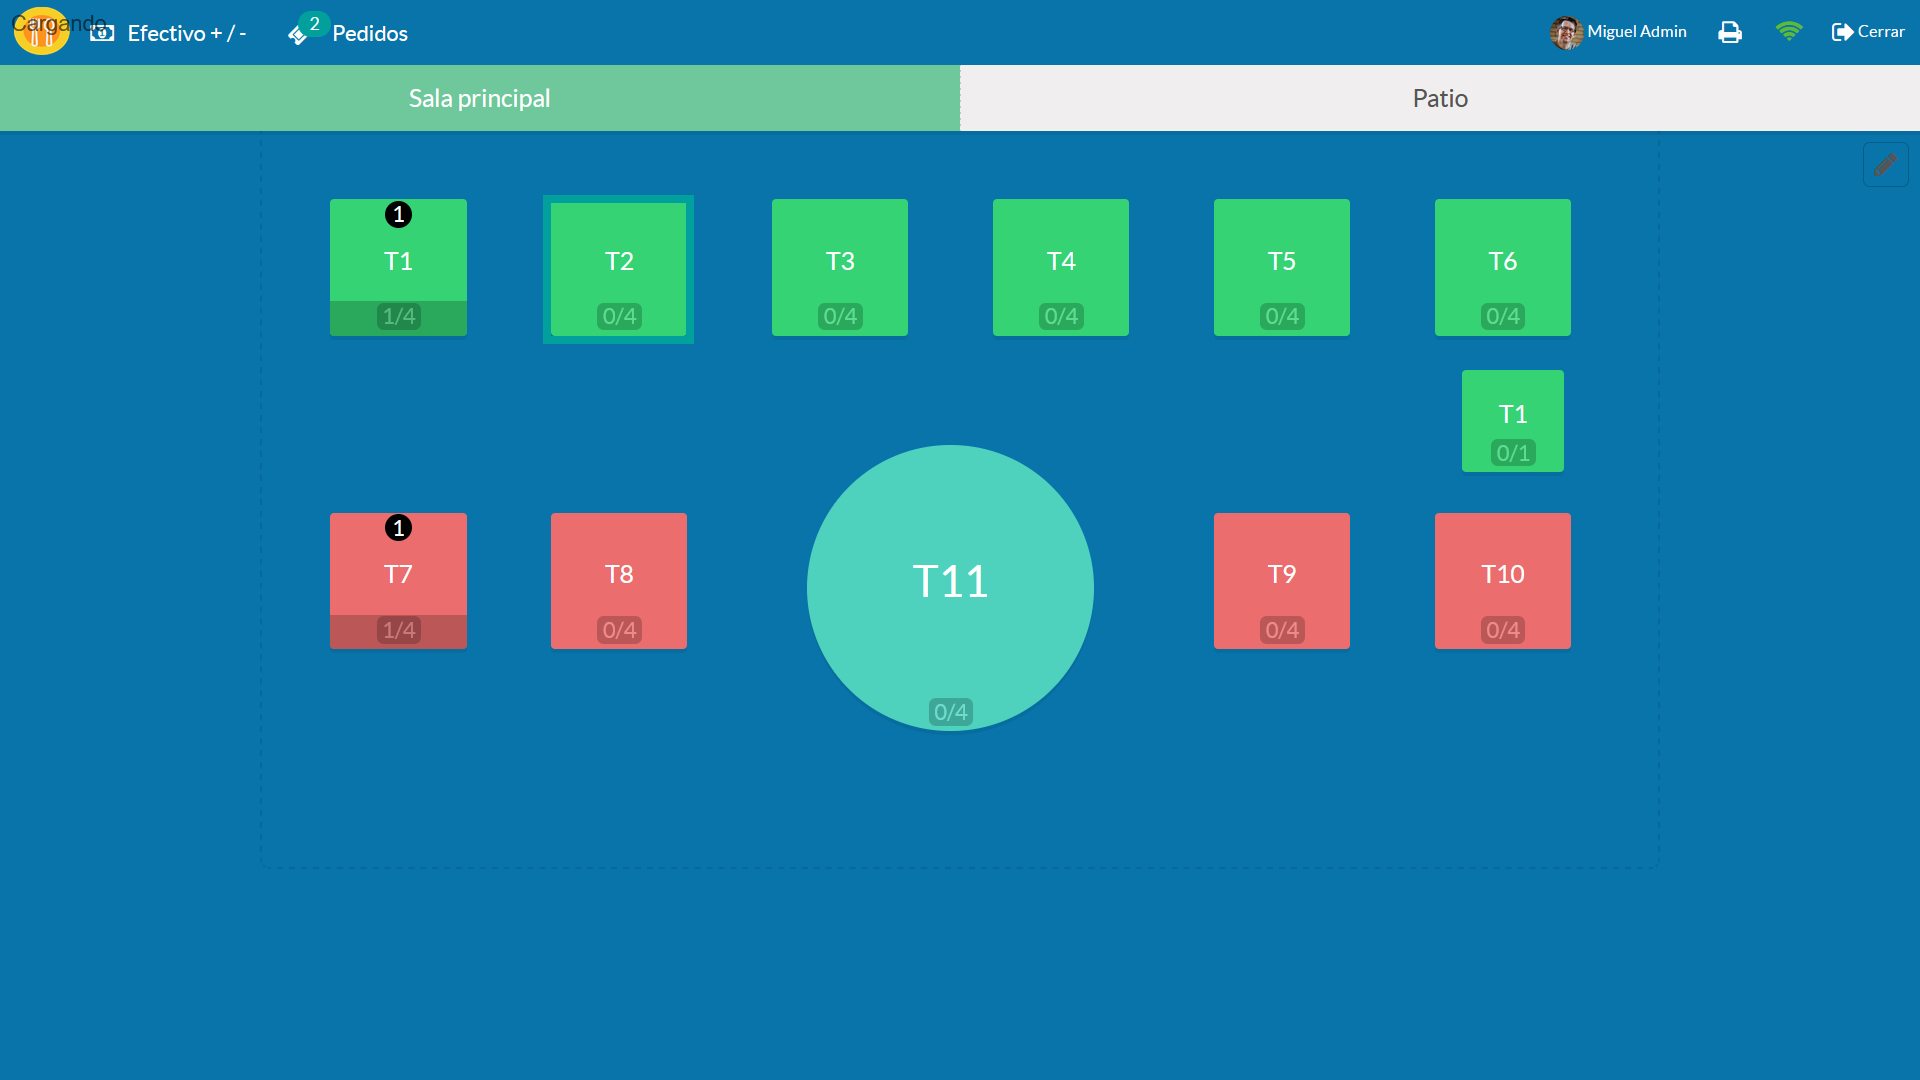 Cargando
Efectivo + / -
2
Pedidos
Miguel Admin
Cerrar
Sala principal
Patio
1
T1
1/4
T2
0/4
T3
0/4
T4
0/4
T5
0/4
T6
0/4
T1
0/1
1
T7
1/4
T8
0/4
T11
0/4
T9
0/4
T10
0/4